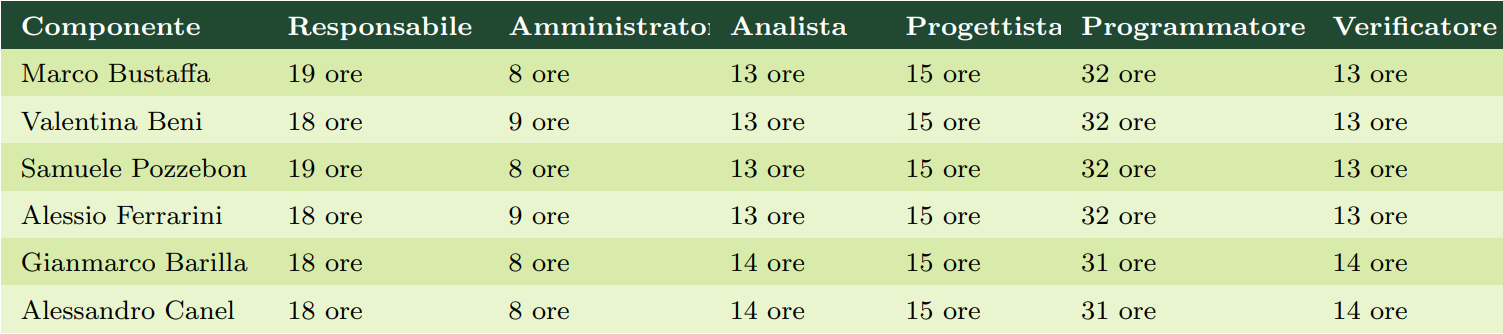 Componente Responsabile Amministrator Analista Progettista Programmatore Verificatore
Marco Bustaffa 19 ore 8 ore 13 ore 15 ore 32 ore 13 ore
Valentina Beni 18 ore 9 ore 13 ore 15 ore 32 ore 13 ore
Samuele Pozzebon 19 ore 8 ore 13 ore 15 ore 32 ore 13 ore
Alessio Ferrarini 18 ore 9 ore 13 ore 15 ore 32 ore 13 ore
Gianmarco Barilla 18 ore 8 ore 14 ore 15 ore 31 ore 14 ore
Alessandro Canel 18 ore 8 ore 14 ore 15 ore 31 ore 14 ore